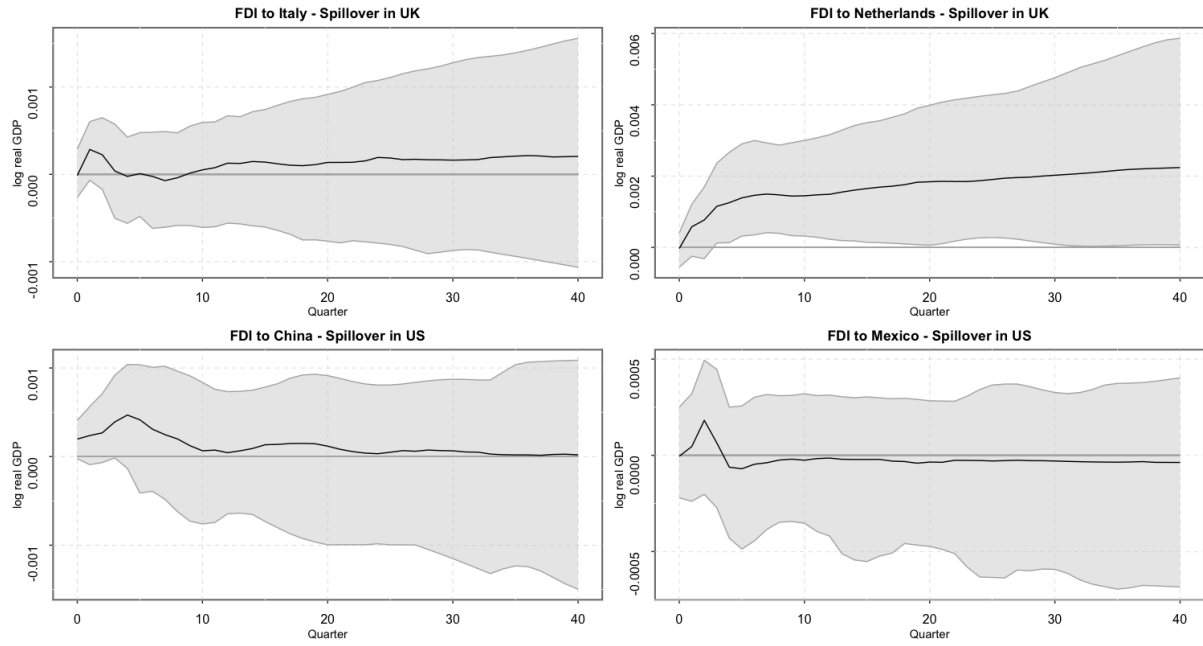 FDI to Italy - Spillover in UK
log real GDP
0.001
0.000
-0.001
0 10 20 30 40
Quarter
FDI to Netherlands - Spillover in UK
log real GDP
0.006
0.004
0.002
0.000
0 10 20 30 40
Quarter
FDI to China - Spillover in US
log real GDP
0.001
0.000
-0.001
0 10 20 30 40
Quarter
FDI to Mexico - Spillover in US
log real GDP
0.0005
0.0000
-0.0005
0 10 20 30 40
Quarter